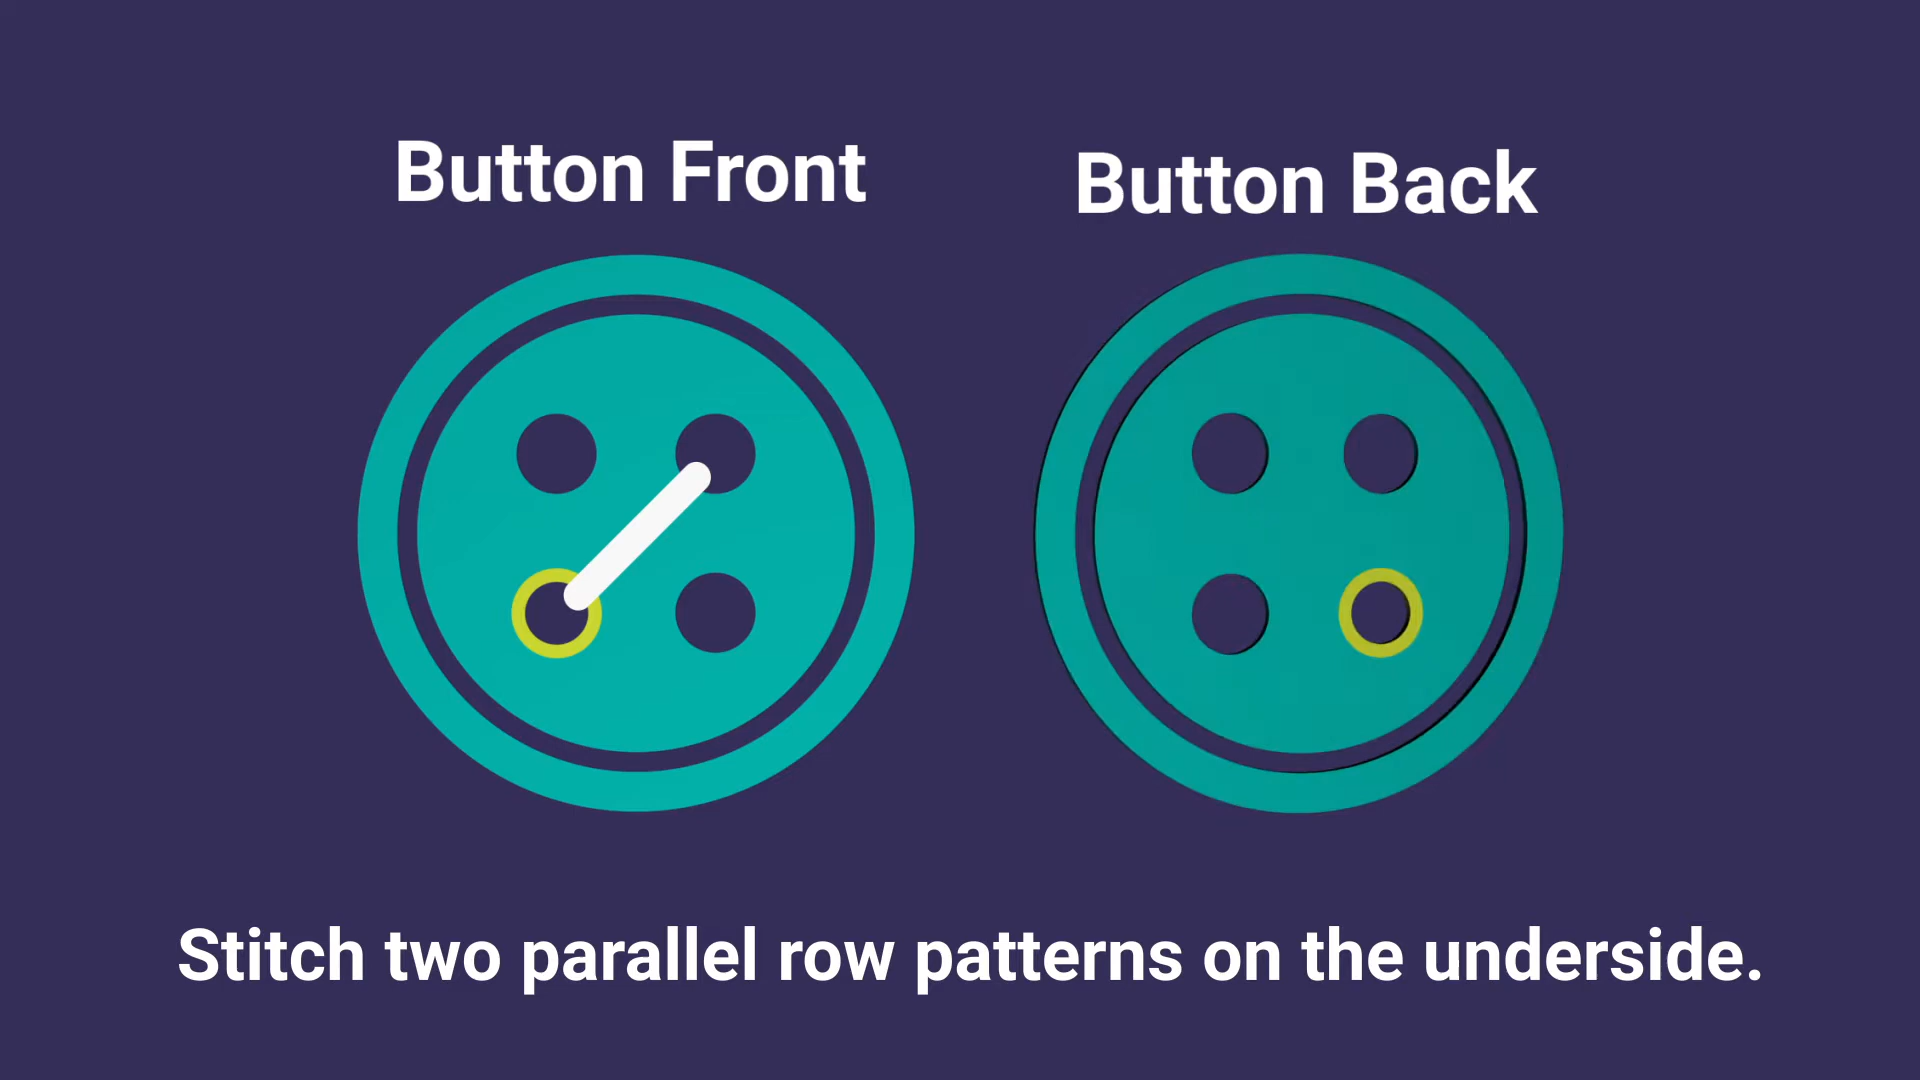 Button Front
Button Back
Stitch two parallel row patterns on the underside.